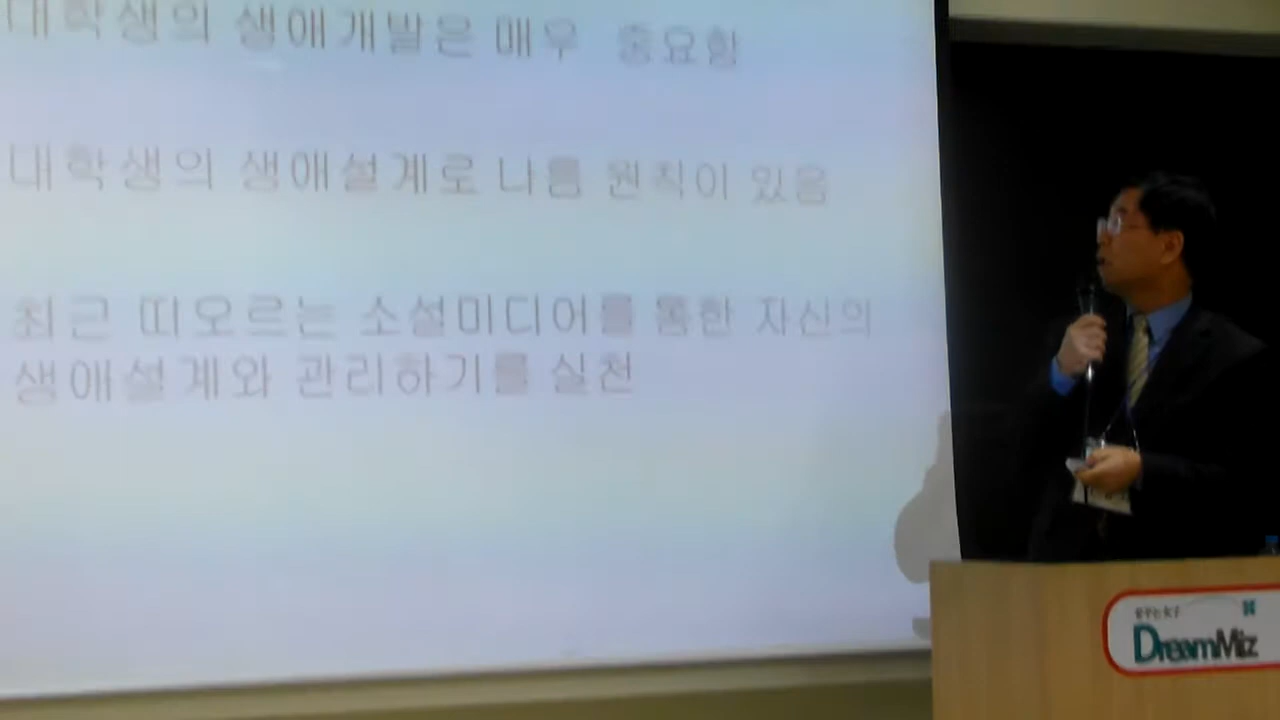 대학생의 생애개발은 매우 중요함
대학생의 생애설계로 나름 원칙이 있음
최근 떠오르는 소셜미디어를 통한 자신의
생애설계와 관리하기를 실천
DreamMiz